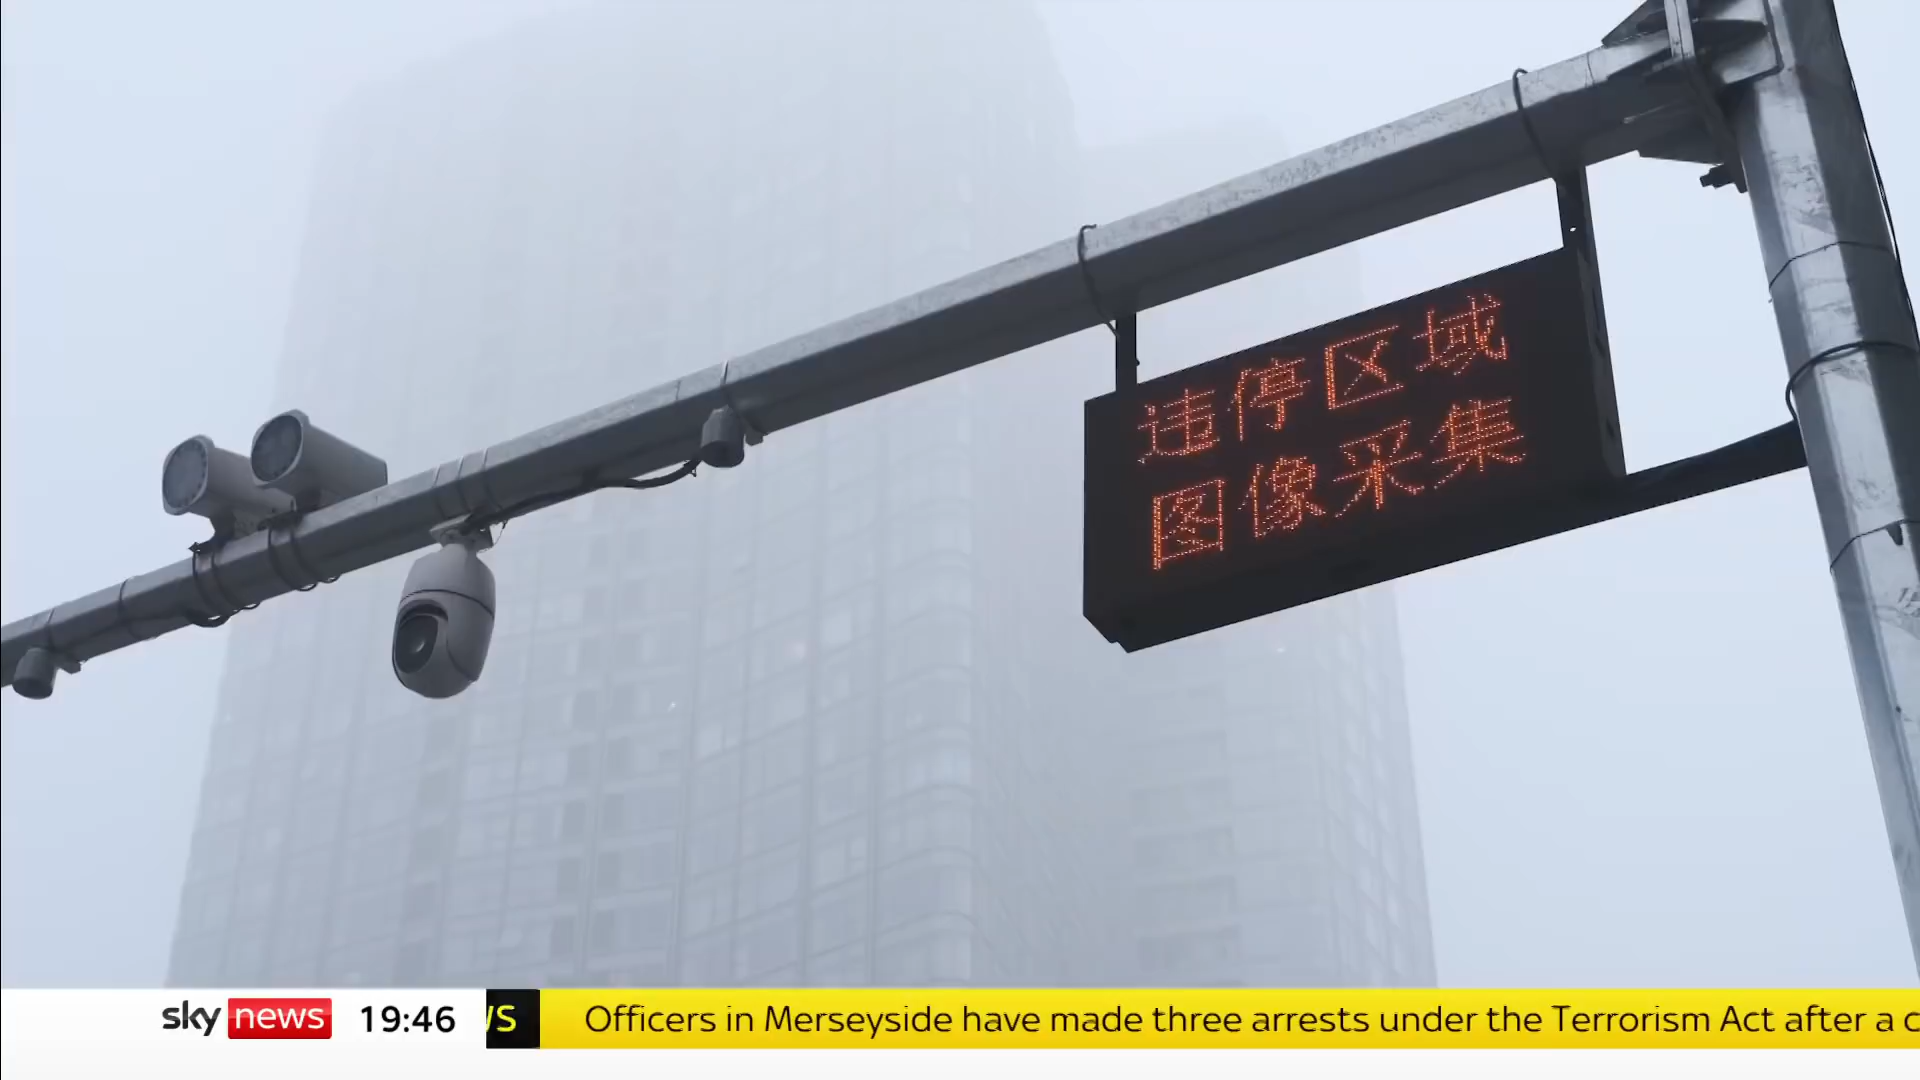 违停区域
图像采集
sky news 19:46 Officers in Merseyside have made three arrests under the Terrorism Act after a